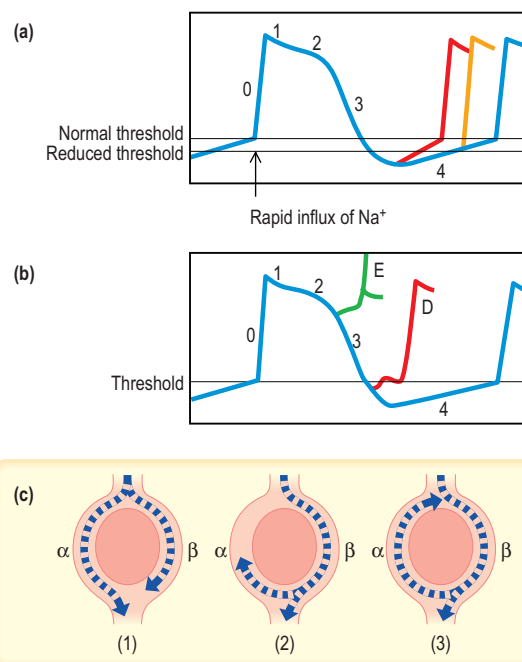 (a)
1
2
0
3
Normal threshold
Reduced threshold
4
Rapid influx of Na⁺
(b)
1
E
2
D
0
3
Threshold
4
(c)
α β α β α β
(1) (2) (3)